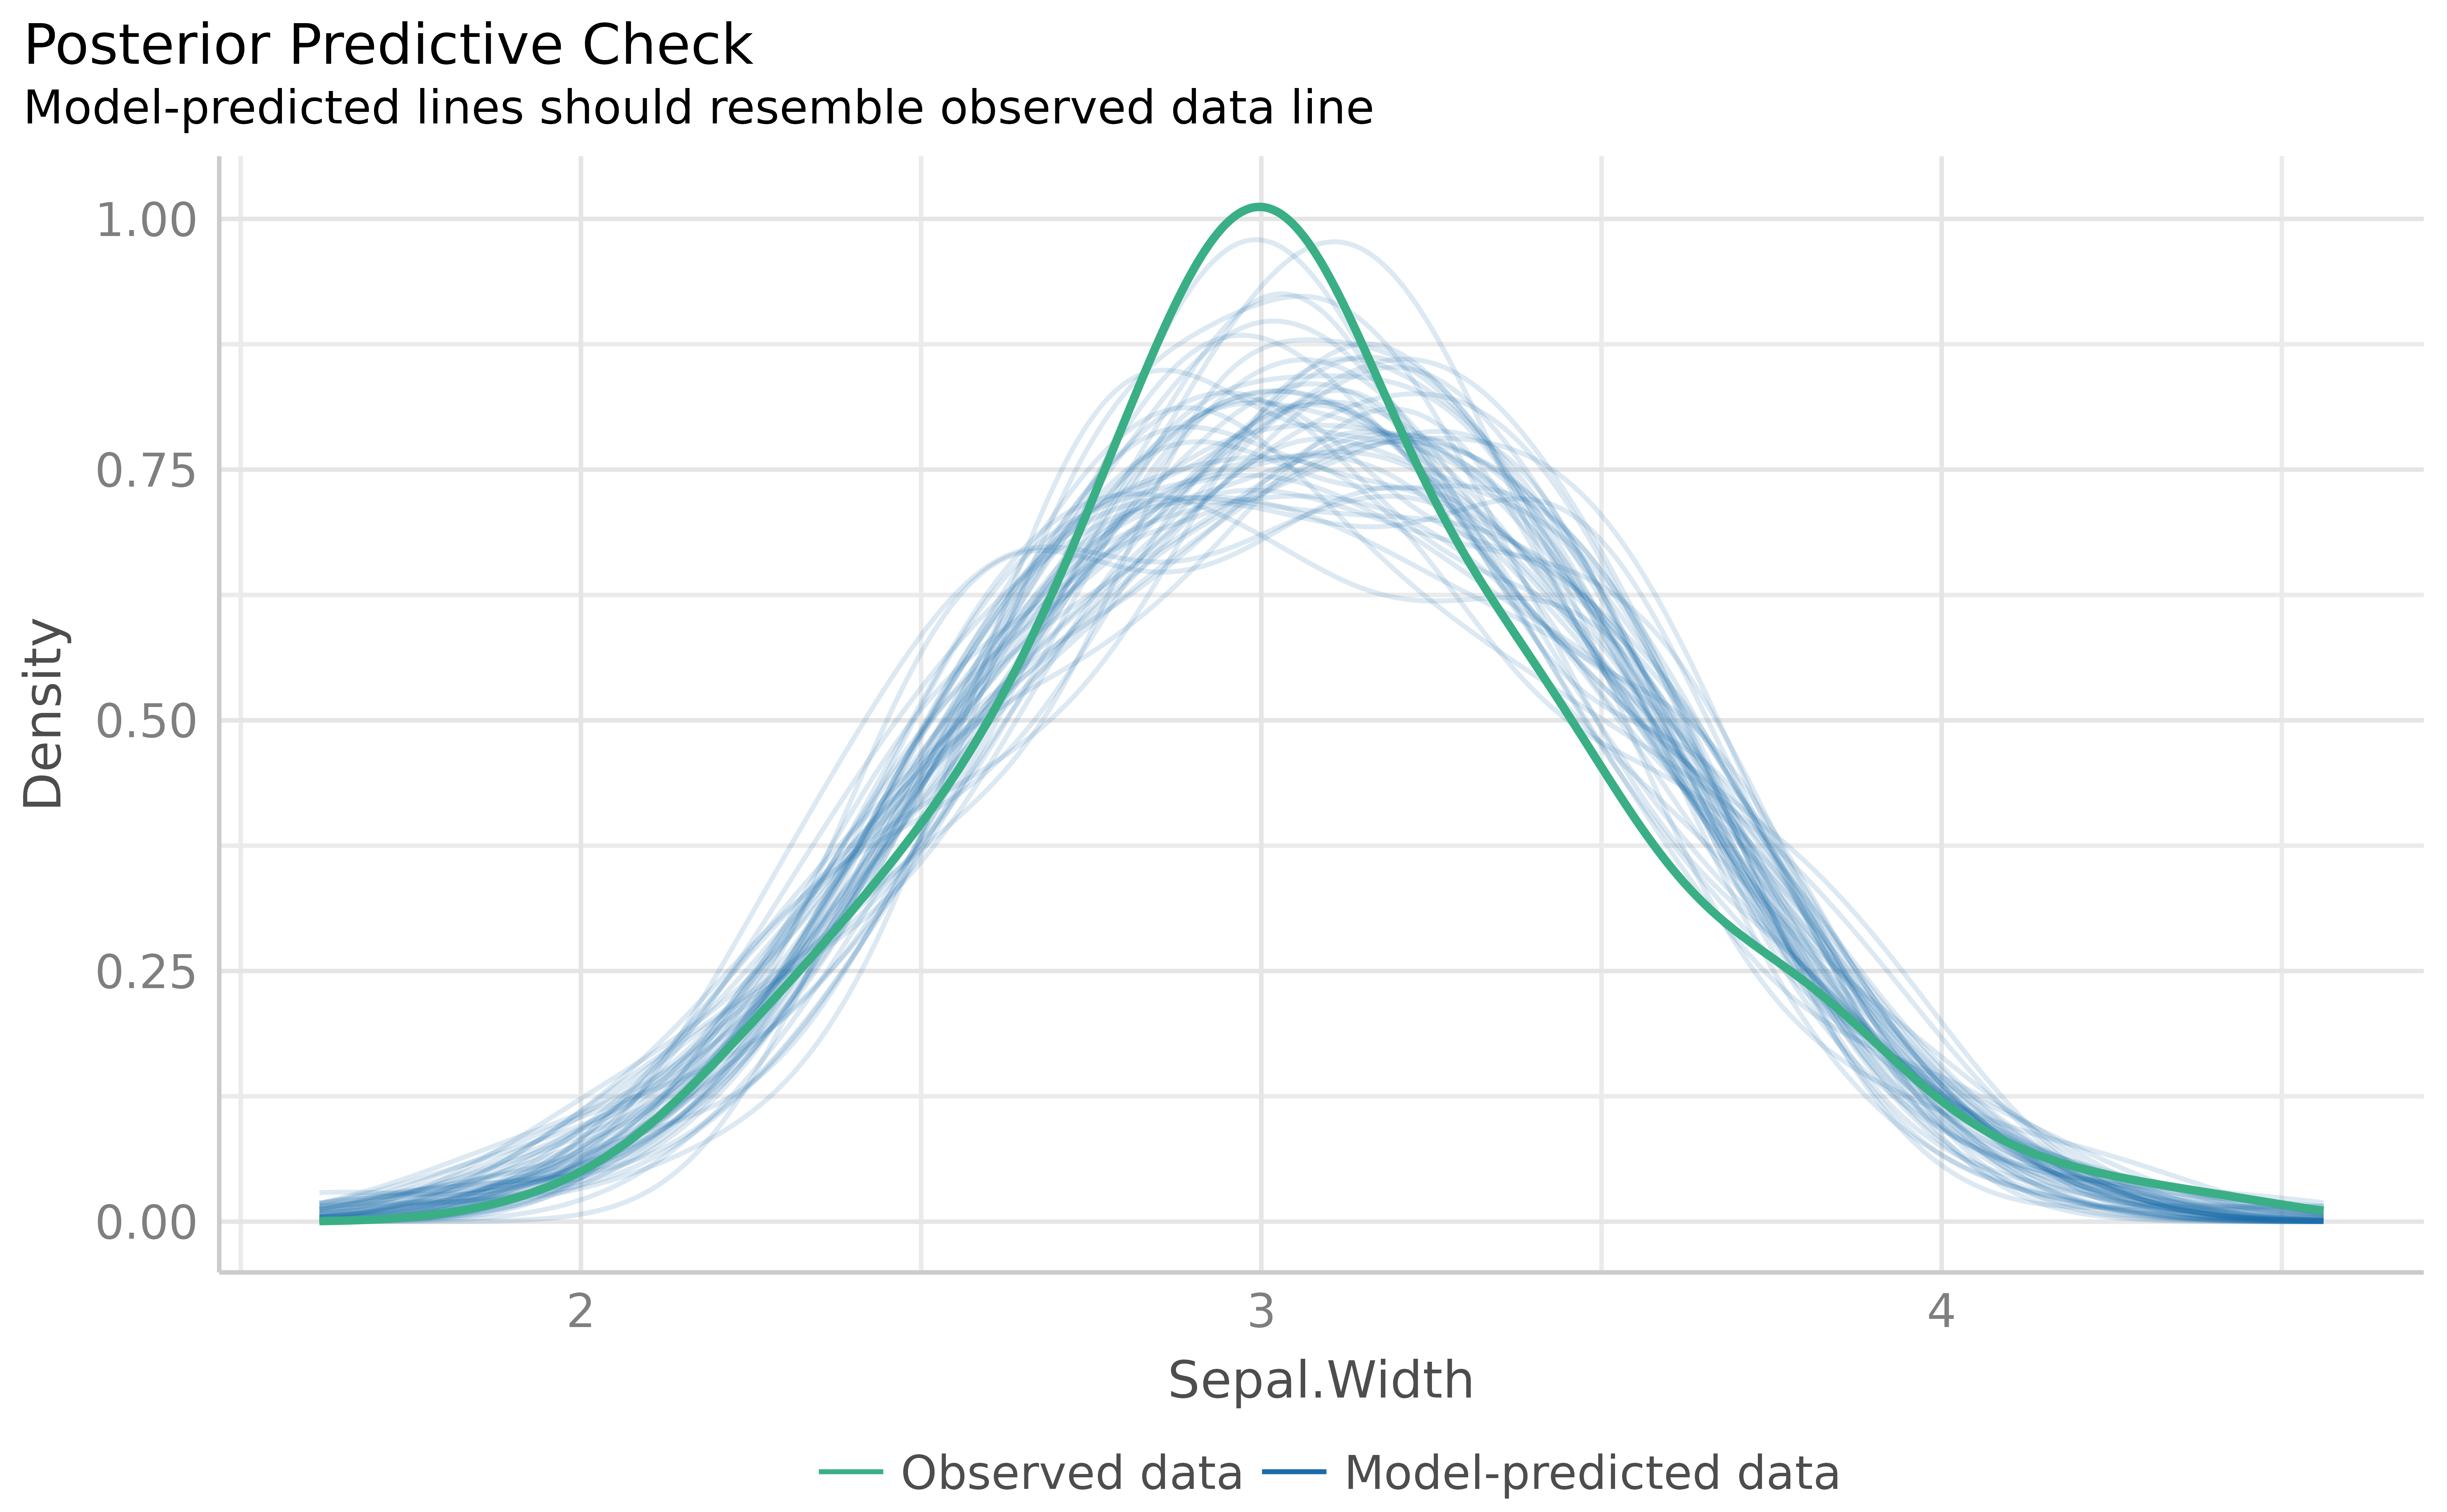 Posterior Predictive Check
Model-predicted lines should resemble observed data line
1.00
0.75
0.50
0.25
0.00
Density
2 3 4
Sepal.Width
Observed data Model-predicted data